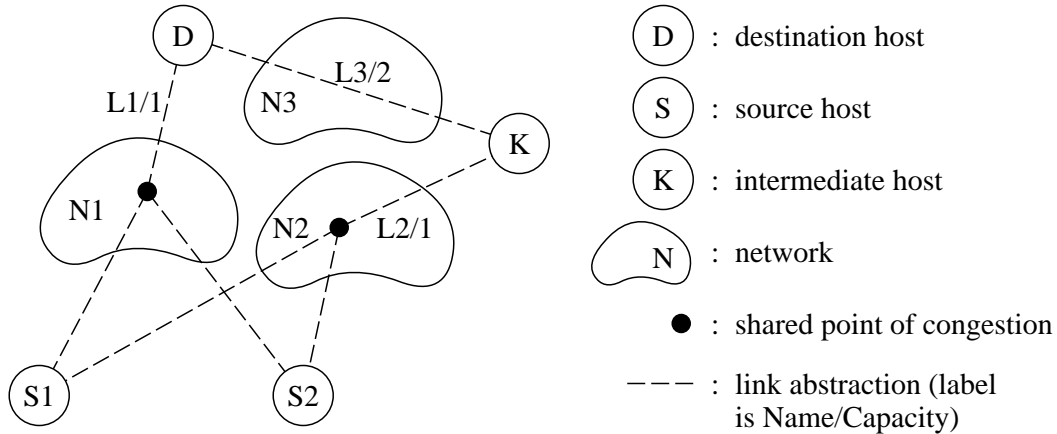 D
L3/2
L1/1
N3
K
N1
N2
L2/1
S1
S2
D : destination host
S : source host
K : intermediate host
N : network
: shared point of congestion
: link abstraction (label
is Name/Capacity)